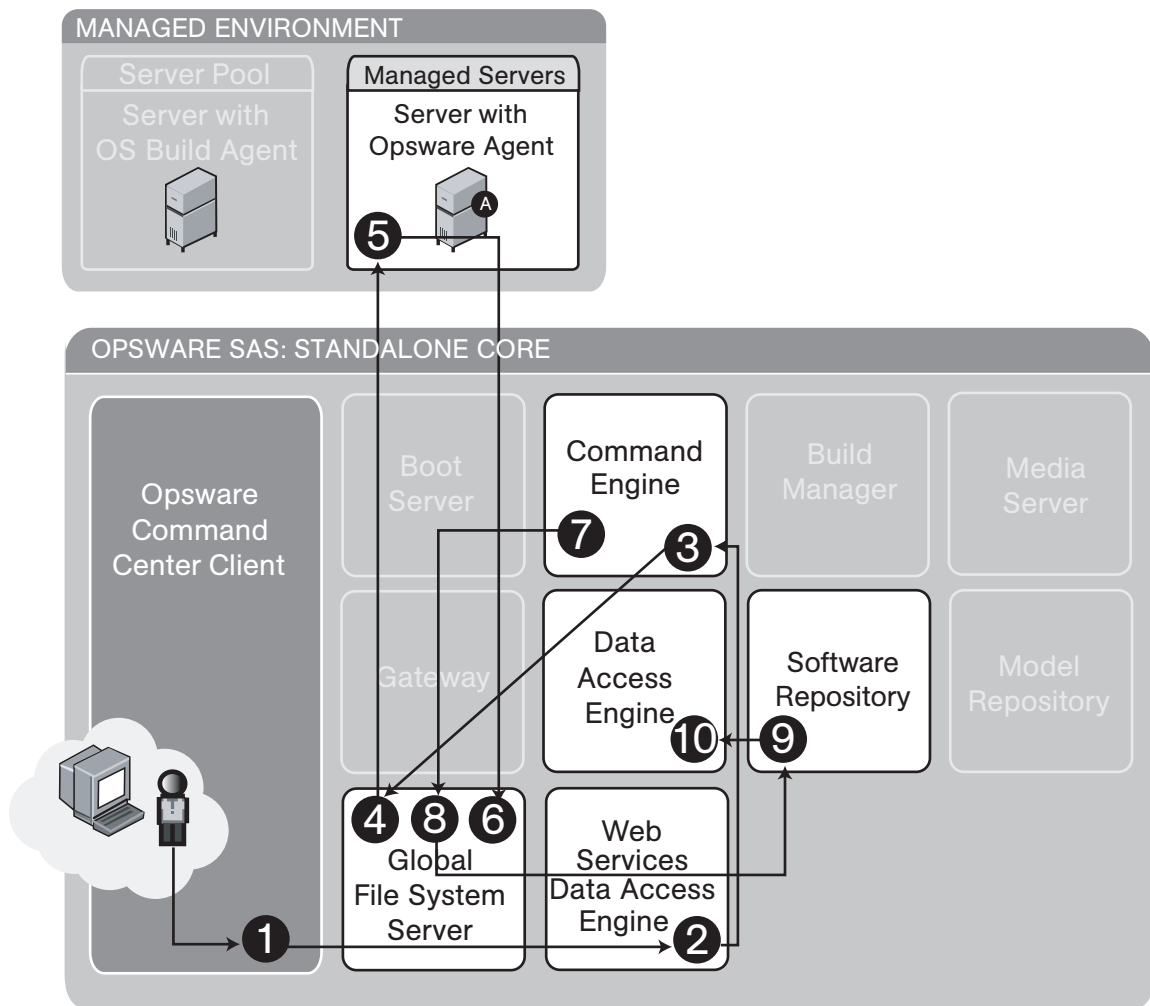 MANAGED ENVIRONMENT
Server Pool
Server with
OS Build Agent
Managed Servers
Server with
Opsware Agent
A
5
OPSWARE SAS: STANDALONE CORE
Opsware
Command
Center Client
1
Boot
Server
Command
Engine
7
3
Build
Manager
Media
Server
Gateway
Data
Access
Engine
10
Software
Repository
9
Model
Repository
4
8
6
Global
File System
Server
Web
Services
Data Access
Engine
2